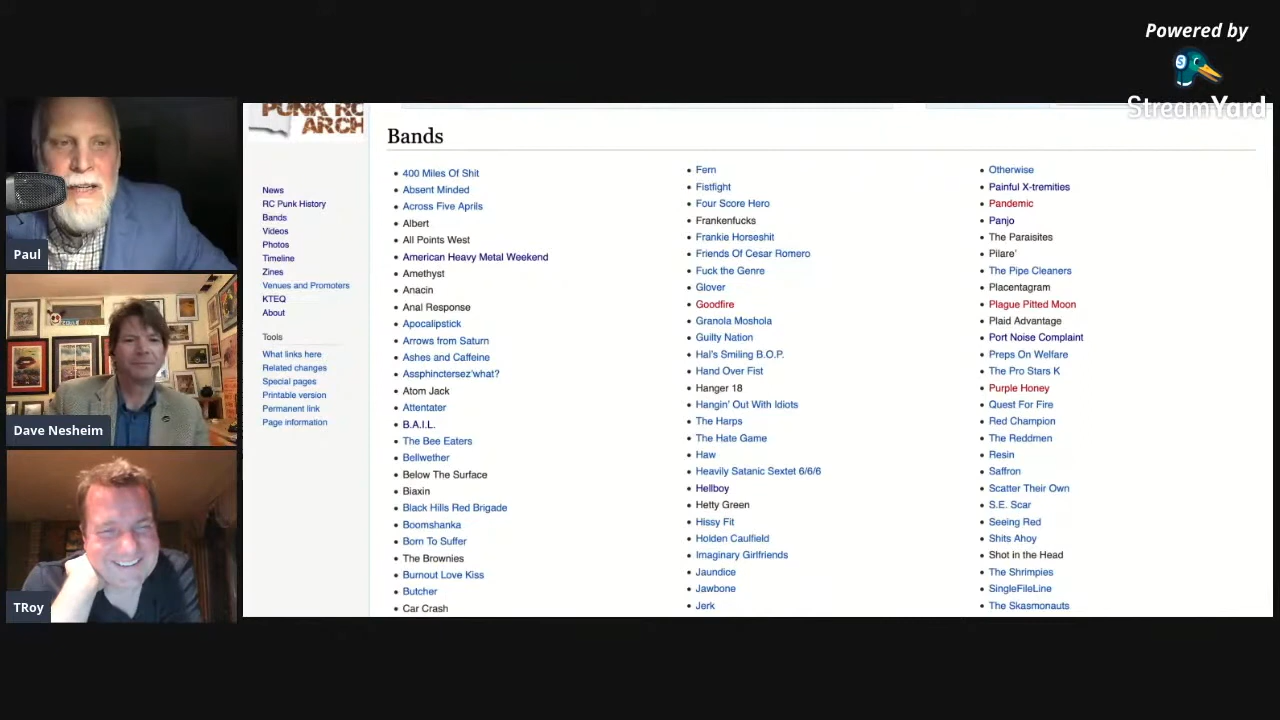 Powered by
StreamYard
PUNK RC
ARCH
Paul
Dave Nesheim
TRoy
News
RC Punk History
Bands
Videos
Photos
Timeline
Zines
Venues and Promoters
KTEQ
About
Tools
What links here
Related changes
Special pages
Printable version
Permanent link
Page information
Bands
400 Miles Of Shit
Absent Minded
Across Five Aprils
Albert
All Points West
American Heavy Metal Weekend
Amethyst
Anacin
Anal Response
Apocalipstick
Arrows from Saturn
Ashes and Caffeine
Assphinctersez'what?
Atom Jack
Attentater
B.A.I.L.
The Bee Eaters
Bellwether
Below The Surface
Biaxin
Black Hills Red Brigade
Boomshanka
Born To Suffer
The Brownies
Burnout Love Kiss
Butcher
Car Crash
Fern
Fistfight
Four Score Hero
Frankenfucks
Frankie Horseshit
Friends Of Cesar Romero
Fuck the Genre
Glover
Goodfire
Granola Moshola
Guilty Nation
Hal's Smiling B.O.P.
Hand Over Fist
Hanger 18
Hangin' Out With Idiots
The Harps
The Hate Game
Haw
Heavily Satanic Sextet 6/6/6
Hellboy
Hetty Green
Hissy Fit
Holden Caulfield
Imaginary Girlfriends
Jaundice
Jawbone
Jerk
Otherwise
Painful X-tremities
Pandemic
Panjo
The Paraisites
Pilare'
The Pipe Cleaners
Placentagram
Plague Pitted Moon
Plaid Advantage
Port Noise Complaint
Preps On Welfare
The Pro Stars K
Purple Honey
Quest For Fire
Red Champion
The Reddmen
Resin
Saffron
Scatter Their Own
S.E. Scar
Seeing Red
Shits Ahoy
Shot in the Head
The Shrimpies
SingleFileLine
The Skasmonauts